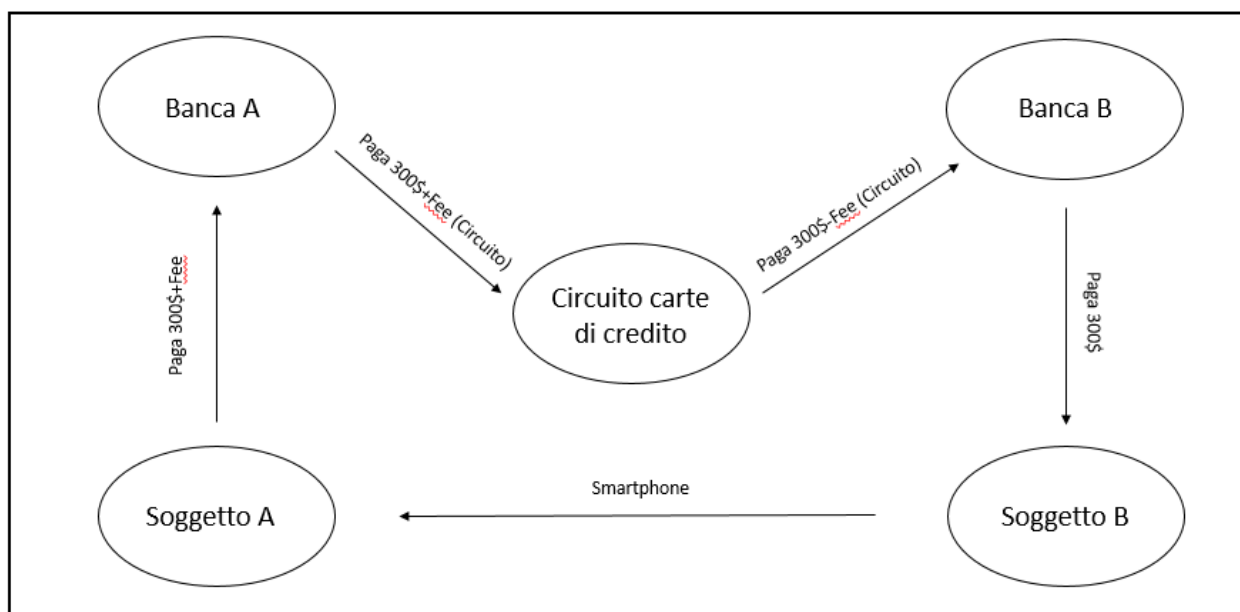 Banca A
Banca B
Paga 300$+Fee (Circuito)
Paga 300$-Fee (Circuito)
Circuito carte
di credito
Paga 300$+Fee
Paga 300$
Smartphone
Soggetto A
Soggetto B